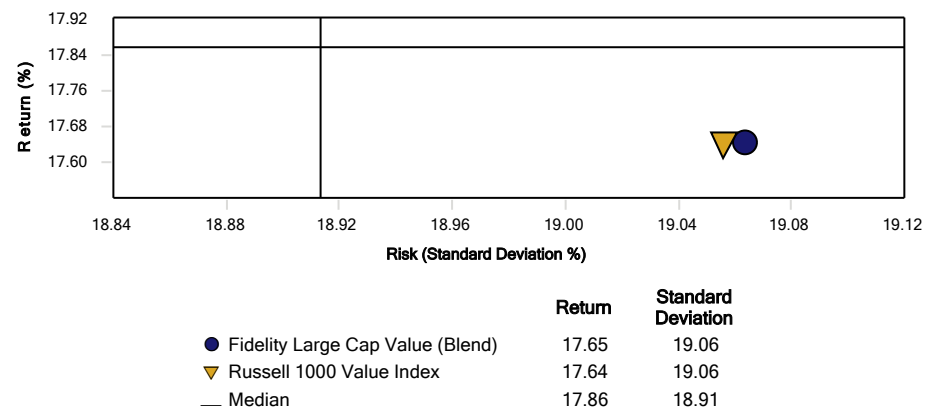 17.92
17.84
17.76
17.68
17.60
Return (%)
18.84 18.88 18.92 18.96 19.00 19.04 19.08 19.12
Risk (Standard Deviation %)
Return Standard Deviation
Fidelity Large Cap Value (Blend) 17.65 19.06
Russell 1000 Value Index 17.64 19.06
Median 17.86 18.91